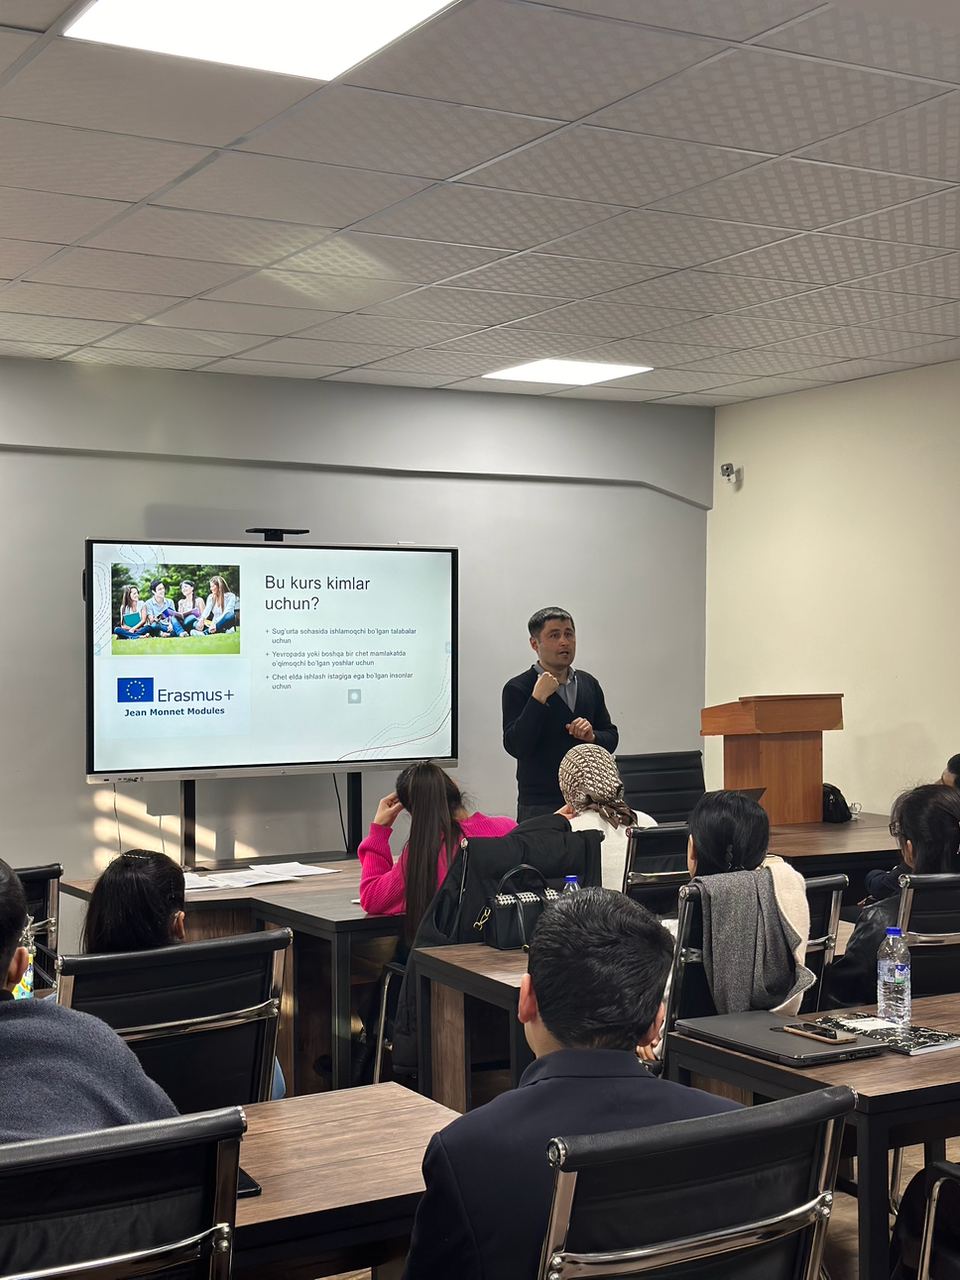 Bu kurs kimlar
uchun?
+ Sug'urta sohasida ishlamoqchi bo'lgan talabalar
uchun
+ Yevropada yoki boshqa bir chet mamlakatda
o'qimoqchi bo'lgan yoshlar uchun
+ Chet elda ishlash istagiga ega bo'lgan insonlar
uchun
Erasmus+
Jean Monnet Modules